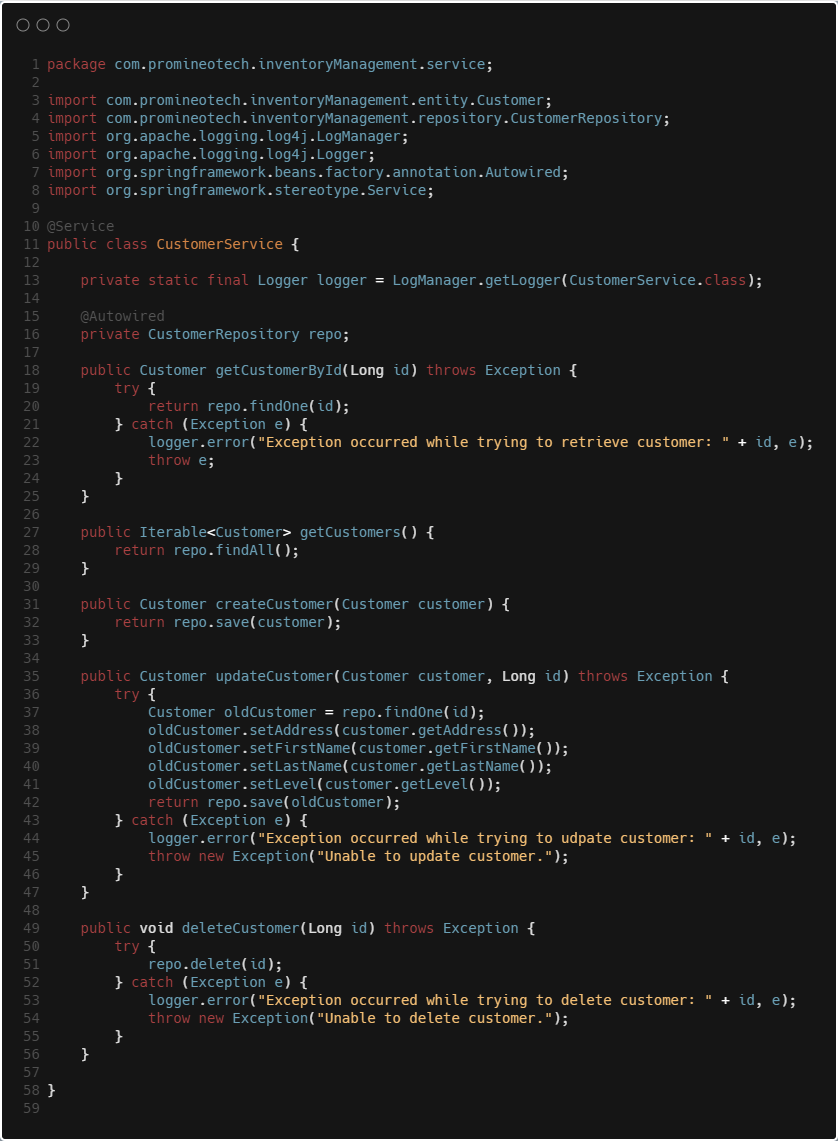 1 package com.promineotech.inventoryManagement.service;
2
3 import com.promineotech.inventoryManagement.entity.Customer;
4 import com.promineotech.inventoryManagement.repository.CustomerRepository;
5 import org.apache.logging.log4j.LogManager;
6 import org.apache.logging.log4j.Logger;
7 import org.springframework.beans.factory.annotation.Autowired;
8 import org.springframework.stereotype.Service;
9
10 @Service
11 public class CustomerService {
12
13     private static final Logger logger = LogManager.getLogger(CustomerService.class);
14
15     @Autowired
16     private CustomerRepository repo;
17
18     public Customer getCustomerById(Long id) throws Exception {
19         try {
20             return repo.findOne(id);
21         } catch (Exception e) {
22             logger.error("Exception occurred while trying to retrieve customer: " + id, e);
23             throw e;
24         }
25     }
26
27     public Iterable<Customer> getCustomers() {
28         return repo.findAll();
29     }
30
31     public Customer createCustomer(Customer customer) {
32         return repo.save(customer);
33     }
34
35     public Customer updateCustomer(Customer customer, Long id) throws Exception {
36         try {
37             Customer oldCustomer = repo.findOne(id);
38             oldCustomer.setAddress(customer.getAddress());
39             oldCustomer.setFirstName(customer.getFirstName());
40             oldCustomer.setLastName(customer.getLastName());
41             oldCustomer.setLevel(customer.getLevel());
42             return repo.save(oldCustomer);
43         } catch (Exception e) {
44             logger.error("Exception occurred while trying to udpate customer: " + id, e);
45             throw new Exception("Unable to update customer.");
46         }
47     }
48
49     public void deleteCustomer(Long id) throws Exception {
50         try {
51             repo.delete(id);
52         } catch (Exception e) {
53             logger.error("Exception occurred while trying to delete customer: " + id, e);
54             throw new Exception("Unable to delete customer.");
55         }
56     }
57
58 }
59